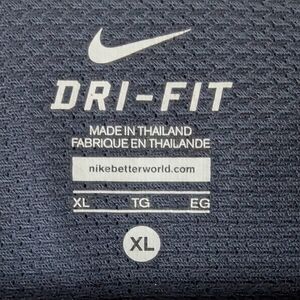 DRI-FIT
MADE IN THAILAND
FABRIQUE EN THAILANDE
nikebetterworld.com
XL TG EG
XL